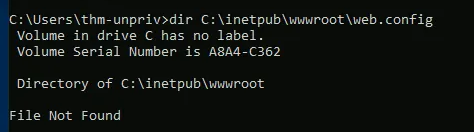 C:\Users\thm-unpriv>dir C:\inetpub\wwwroot\web.config
Volume in drive C has no label.
Volume Serial Number is A8A4-C362
Directory of C:\inetpub\wwwroot
File Not Found